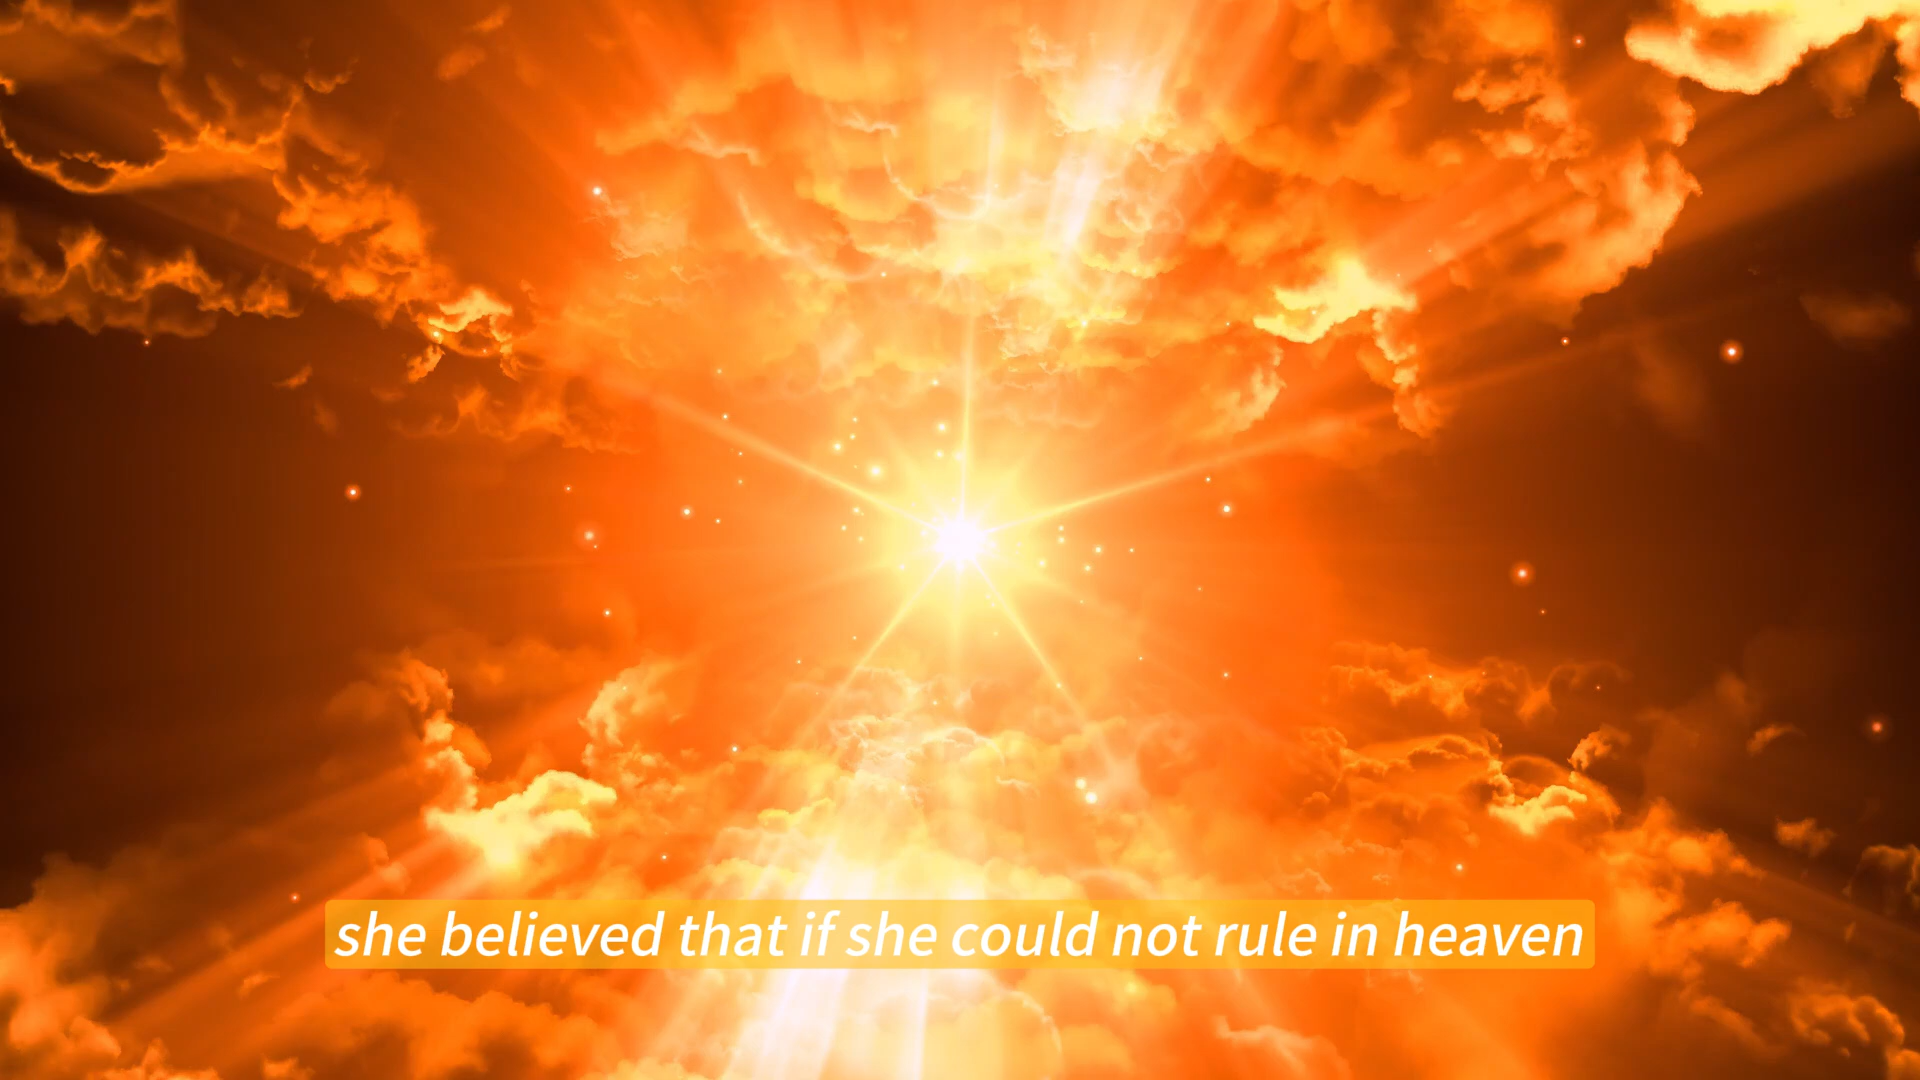 she believed that if she could not rule in heaven